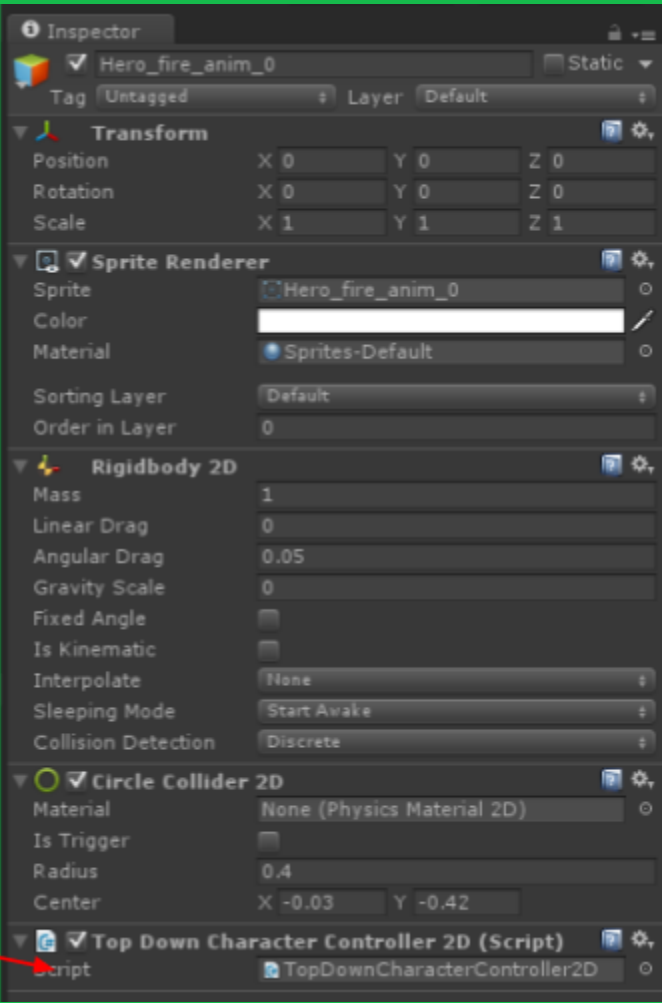 Inspector
Hero_fire_anim_0 Static
Tag Untagged Layer Default
Transform
Position X 0 Y 0 Z 0
Rotation X 0 Y 0 Z 0
Scale X 1 Y 1 Z 1
Sprite Renderer
Sprite Hero_fire_anim_0
Color
Material Sprites-Default
Sorting Layer Default
Order in Layer 0
Rigidbody 2D
Mass 1
Linear Drag 0
Angular Drag 0.05
Gravity Scale 0
Fixed Angle
Is Kinematic
Interpolate None
Sleeping Mode Start Awake
Collision Detection Discrete
Circle Collider 2D
Material None (Physics Material 2D)
Is Trigger
Radius 0.4
Center X -0.03 Y -0.42
Top Down Character Controller 2D (Script)
Script TopDownCharacterController2D